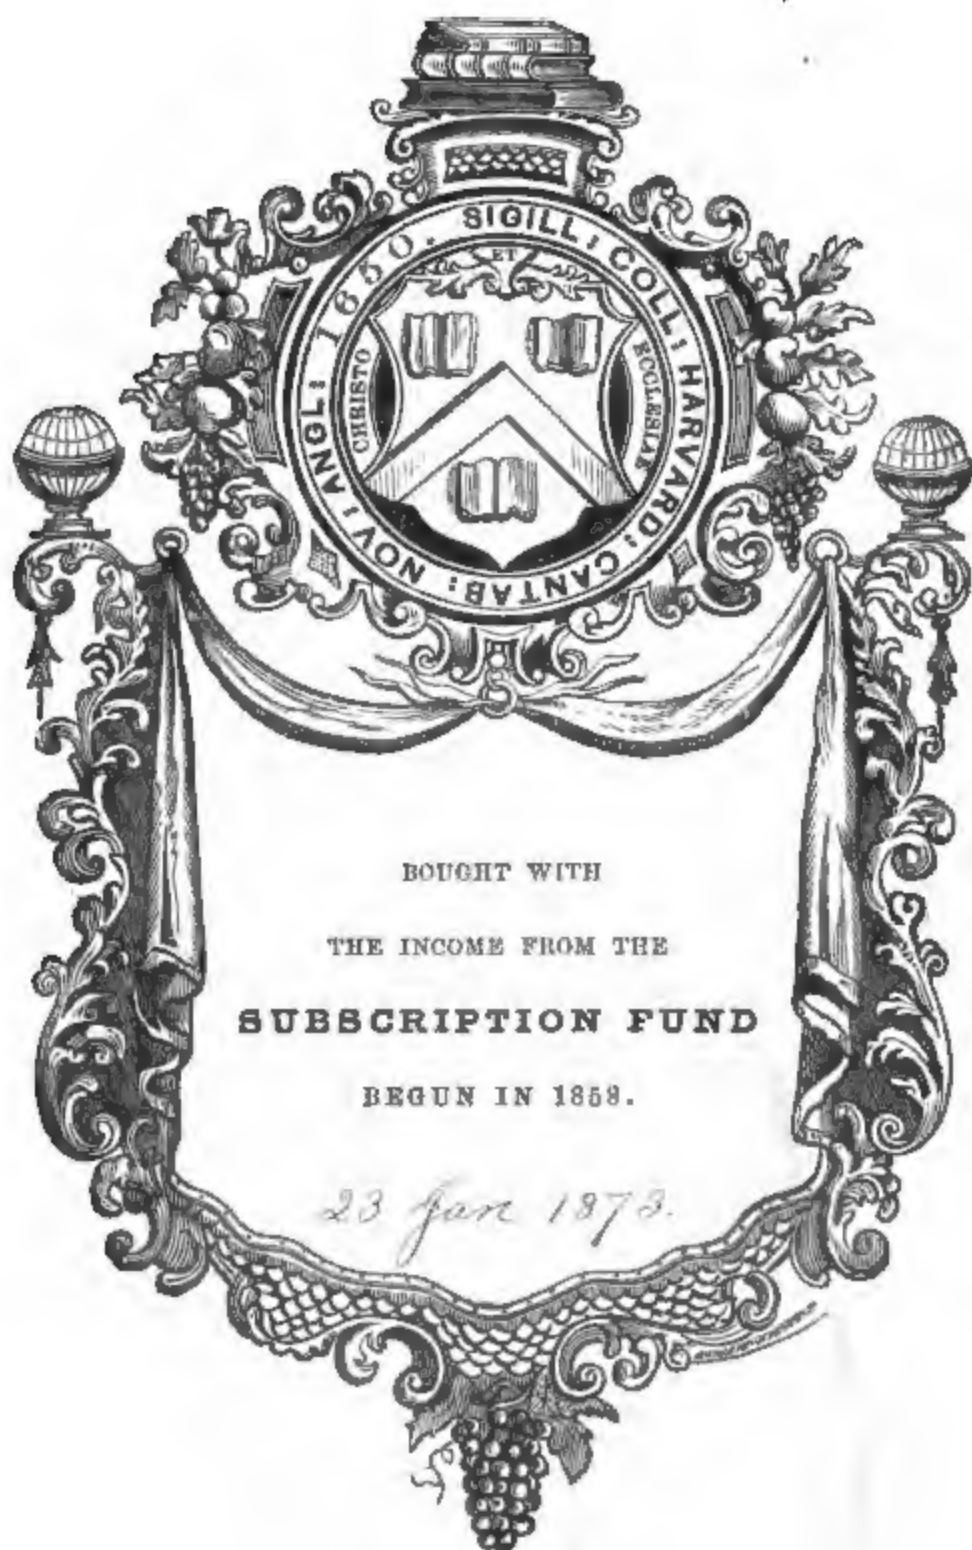 SIGILL: COLL: HARVARD: CANTAB: NOV: ANGL: 1650.
CHRISTO ET ECCLESIAE
BOUGHT WITH
THE INCOME FROM THE
SUBSCRIPTION FUND
BEGUN IN 1858.
23 Jan 1873.